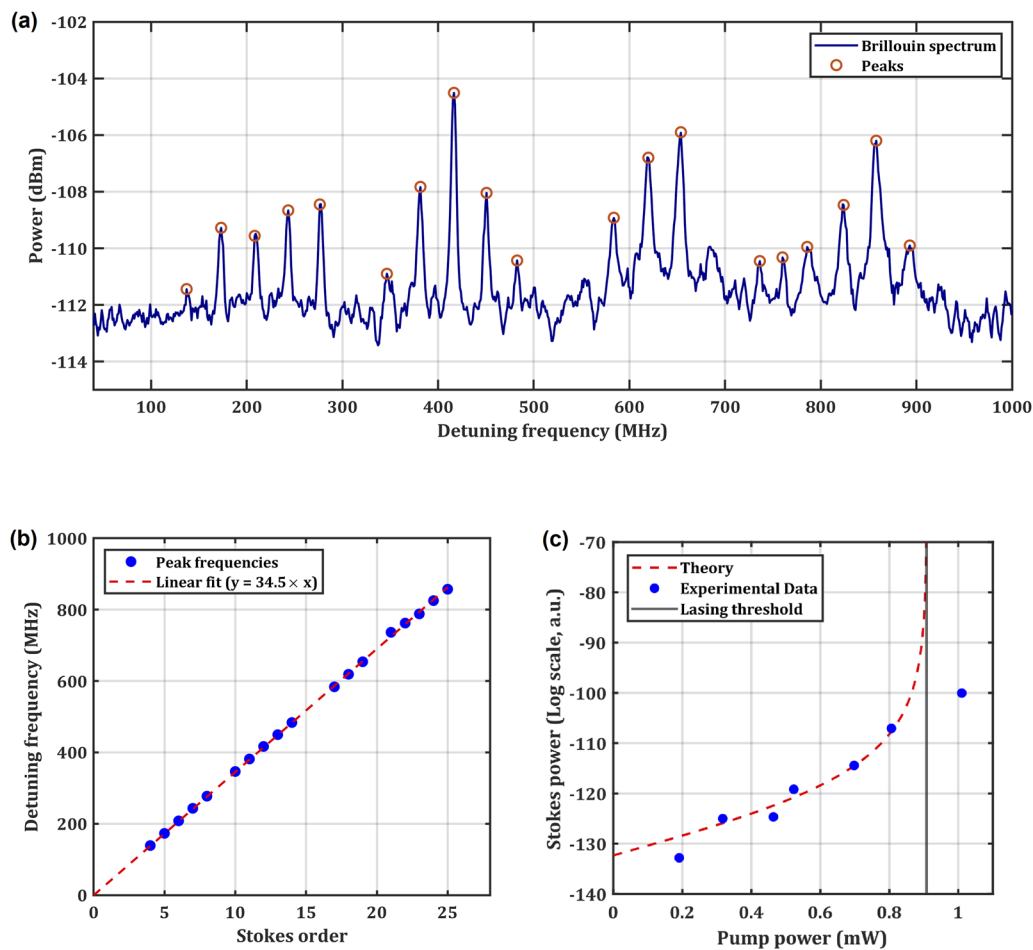 (a)
-102
-104
-106
-108
-110
-112
-114
Power (dBm)
Brillouin spectrum
Peaks
100 200 300 400 500 600 700 800 900 1000
Detuning frequency (MHz)
(b)
1000
800
600
400
200
0
Detuning frequency (MHz)
Peak frequencies
Linear fit (y = 34.5 × x)
0 5 10 15 20 25
Stokes order
(c)
-70
-80
-90
-100
-110
-120
-130
-140
Stokes power (Log scale, a.u.)
Theory
Experimental Data
Lasing threshold
0 0.2 0.4 0.6 0.8 1
Pump power (mW)